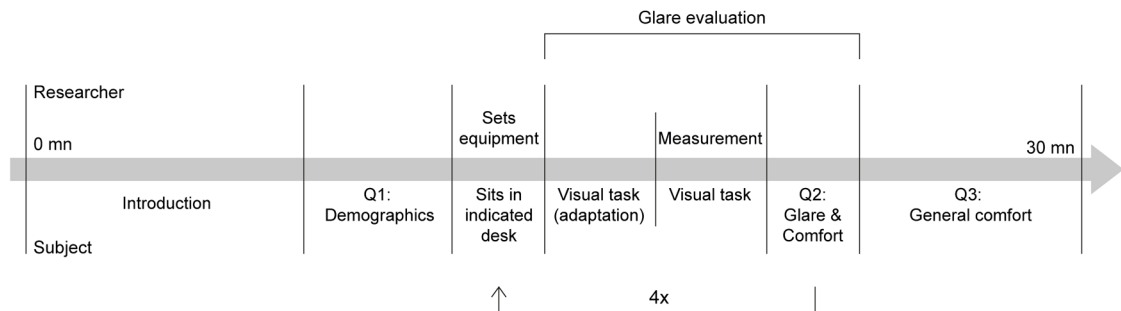 Glare evaluation
Researcher
0 mn
Sets
equipment
Measurement
30 mn
Introduction
Q1:
Demographics
Sits in
indicated
desk
Visual task
(adaptation)
Visual task
Q2:
Glare &
Comfort
Q3:
General comfort
Subject
4x